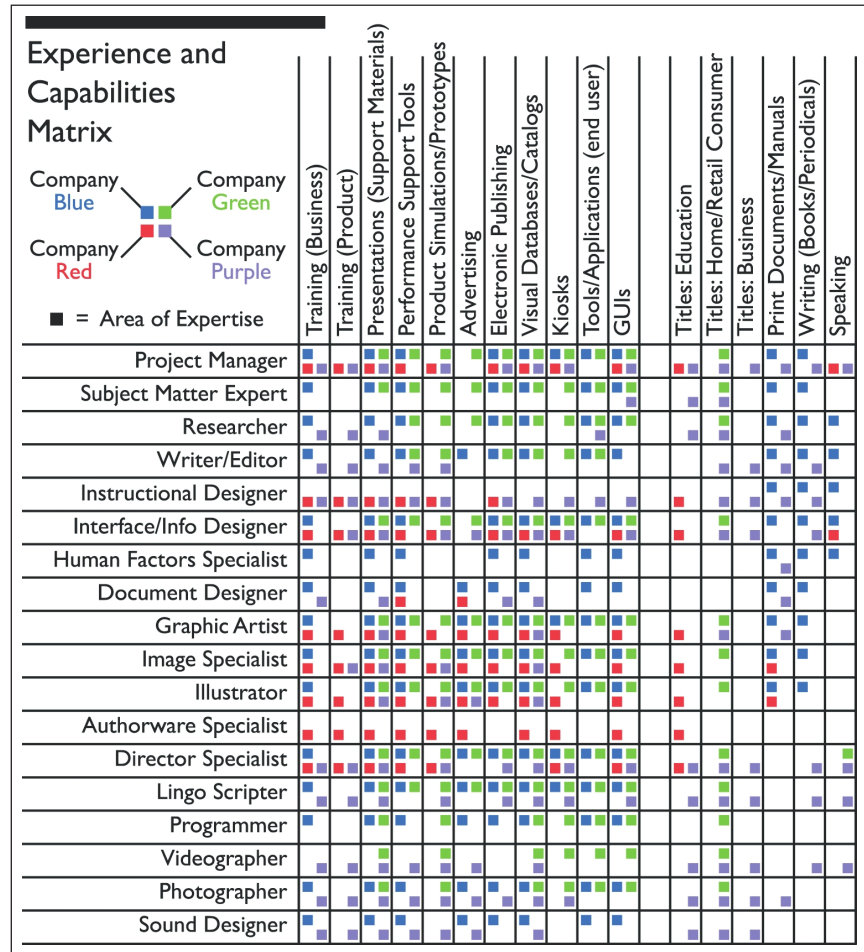 Experience and
Capabilities
Matrix
Company
Blue
Company
Green
Company
Red
Company
Purple
= Area of Expertise
Training (Business)
Training (Product)
Presentations (Support Materials)
Performance Support Tools
Product Simulations/Prototypes
Advertising
Electronic Publishing
Visual Databases/Catalogs
Kiosks
Tools/Applications (end user)
GUIs
Titles: Education
Titles: Home/Retail Consumer
Titles: Business
Print Documents/Manuals
Writing (Books/Periodicals)
Speaking
Project Manager
Subject Matter Expert
Researcher
Writer/Editor
Instructional Designer
Interface/Info Designer
Human Factors Specialist
Document Designer
Graphic Artist
Image Specialist
Illustrator
Authorware Specialist
Director Specialist
Lingo Scripter
Programmer
Videographer
Photographer
Sound Designer